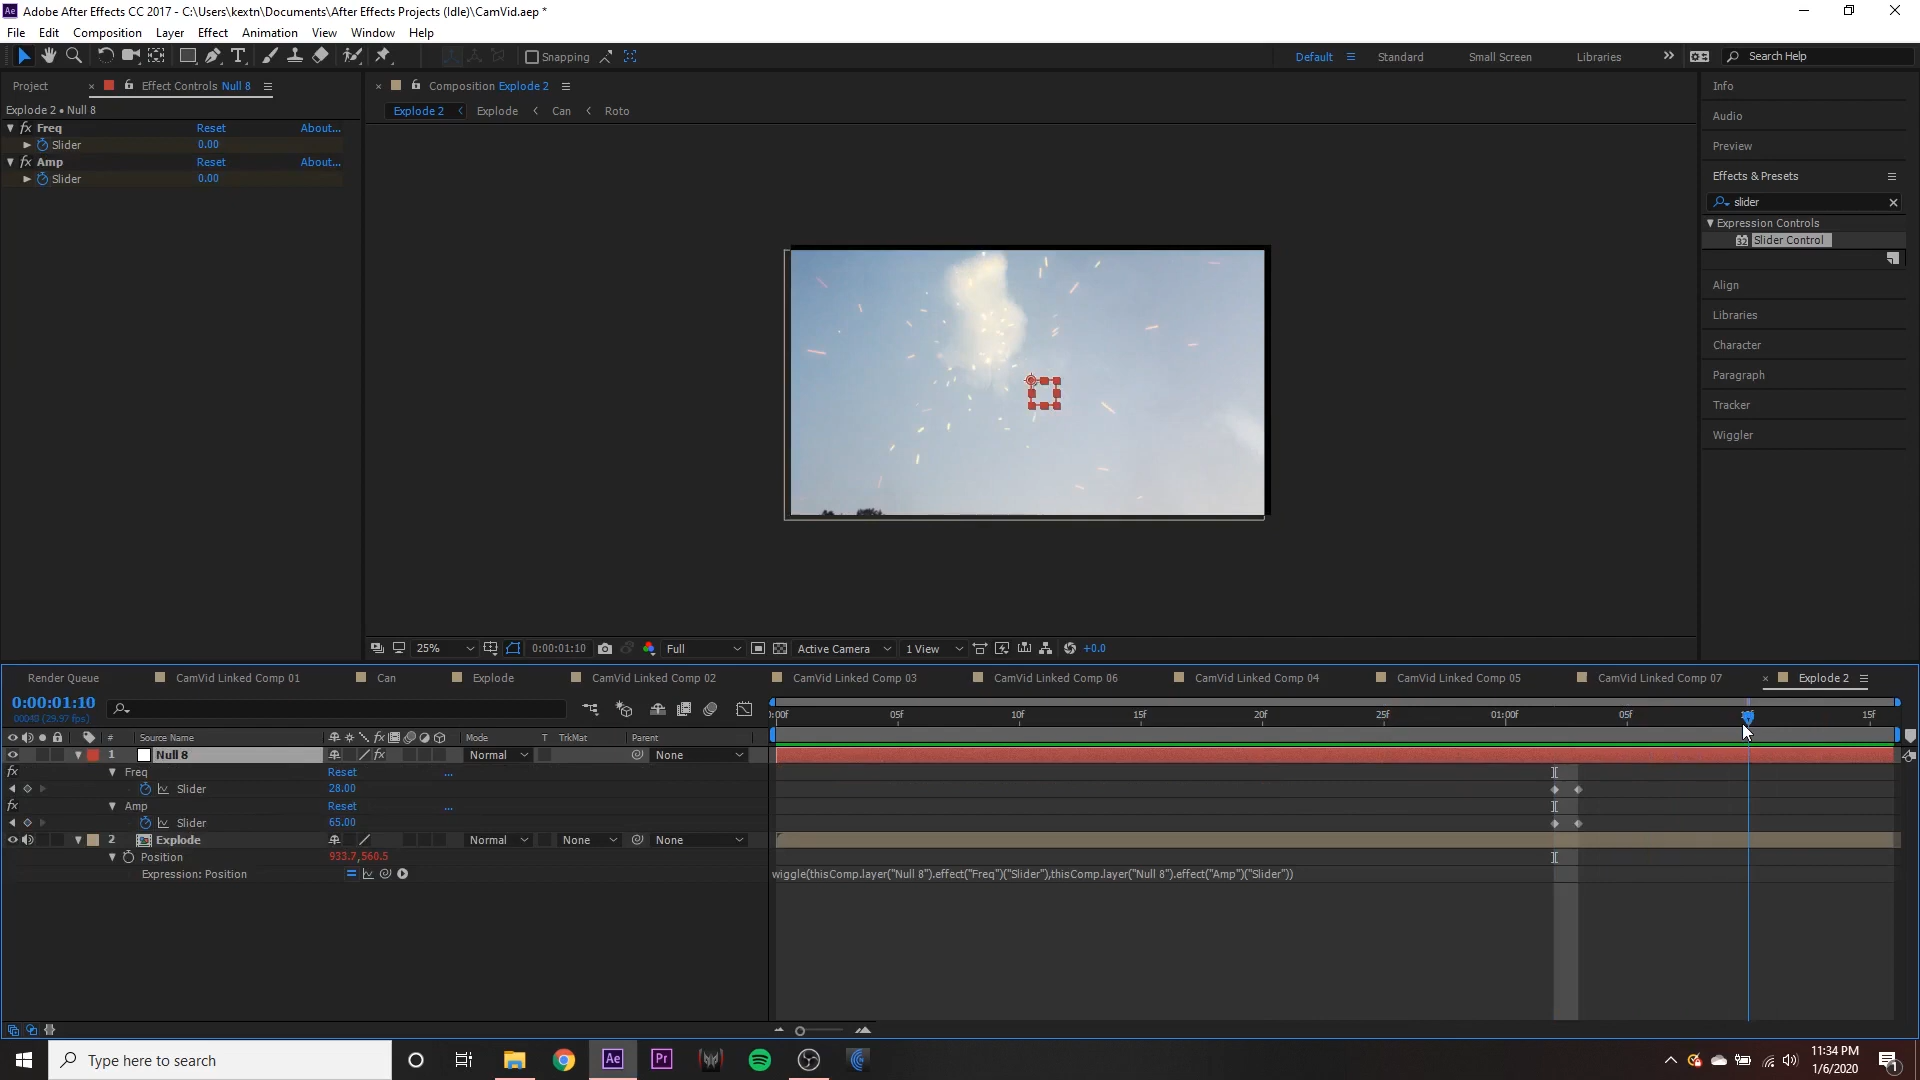 Adobe After Effects CC 2017 - C:\Users\kextn\Documents\After Effects Projects (Idle)\CamVid.aep *
File Edit Composition Layer Effect Animation View Window Help
Snapping Default Standard Small Screen Libraries Search Help
Project Effect Controls Null 8
Explode 2 • Null 8
Freq Reset About...
Slider 0.00
Amp Reset About...
Slider 0.00
Composition Explode 2
Explode 2 Explode Can Roto
Info
Audio
Preview
Effects & Presets
slider
Expression Controls
Slider Control
Align
Libraries
Character
Paragraph
Tracker
Wiggler
25% 0:00:01:10 Full Active Camera 1 View +0.0
Render Queue CamVid Linked Comp 01 Can Explode CamVid Linked Comp 02 CamVid Linked Comp 03 CamVid Linked Comp 06 CamVid Linked Comp 04 CamVid Linked Comp 05 CamVid Linked Comp 07 Explode 2
0:00:01:10
00040 (29.97 fps)
:00f 05f 10f 15f 20f 25f 01:00f 05f 15f
# Source Name Mode T TrkMat Parent
1 Null 8 Normal None
Freq Reset ...
Slider 28.00
Amp Reset ...
Slider 65.00
2 Explode Normal None None
Position 933.7,560.5
Expression: Position wiggle(thisComp.layer("Null 8").effect("Freq")("Slider"),thisComp.layer("Null 8").effect("Amp")("Slider"))
Type here to search Ae Pr 11:34 PM
1/6/2020 1